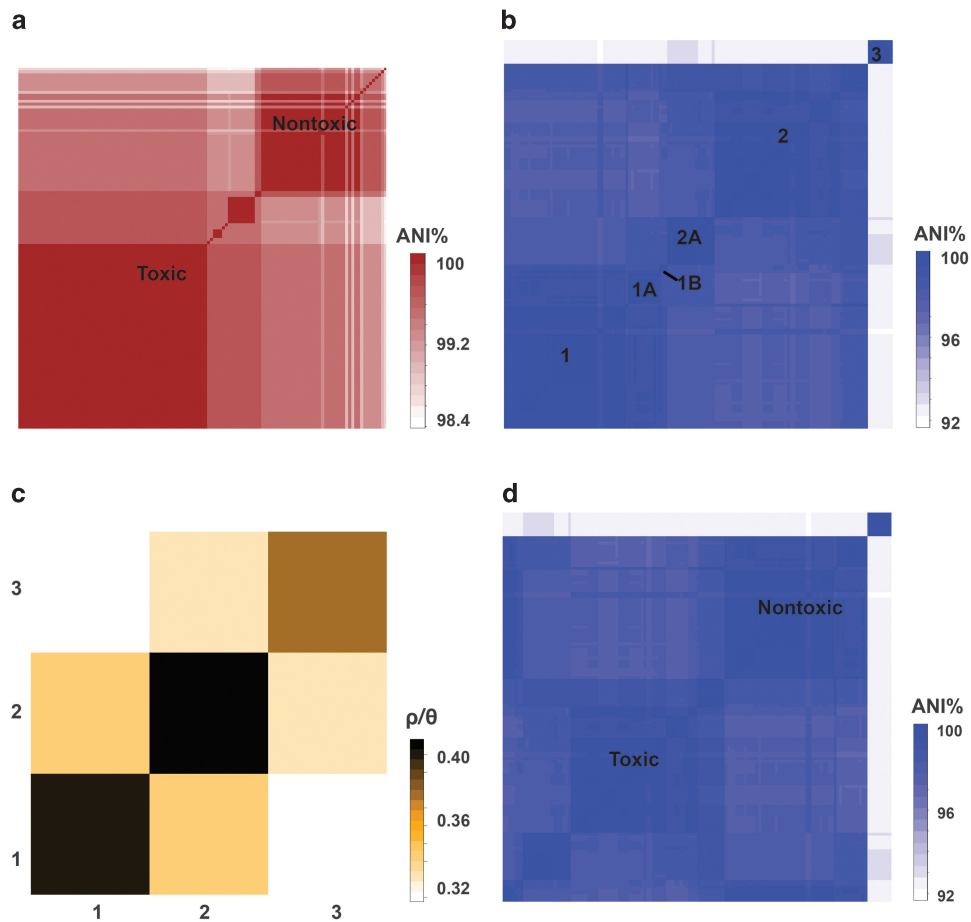 a
Nontoxic
Toxic
ANI%
100
99.2
98.4
b
3
2
2A
1B
1A
1
ANI%
100
96
92
c
3
2
1
1
2
3
ρ/θ
0.40
0.36
0.32
d
Nontoxic
Toxic
ANI%
100
96
92